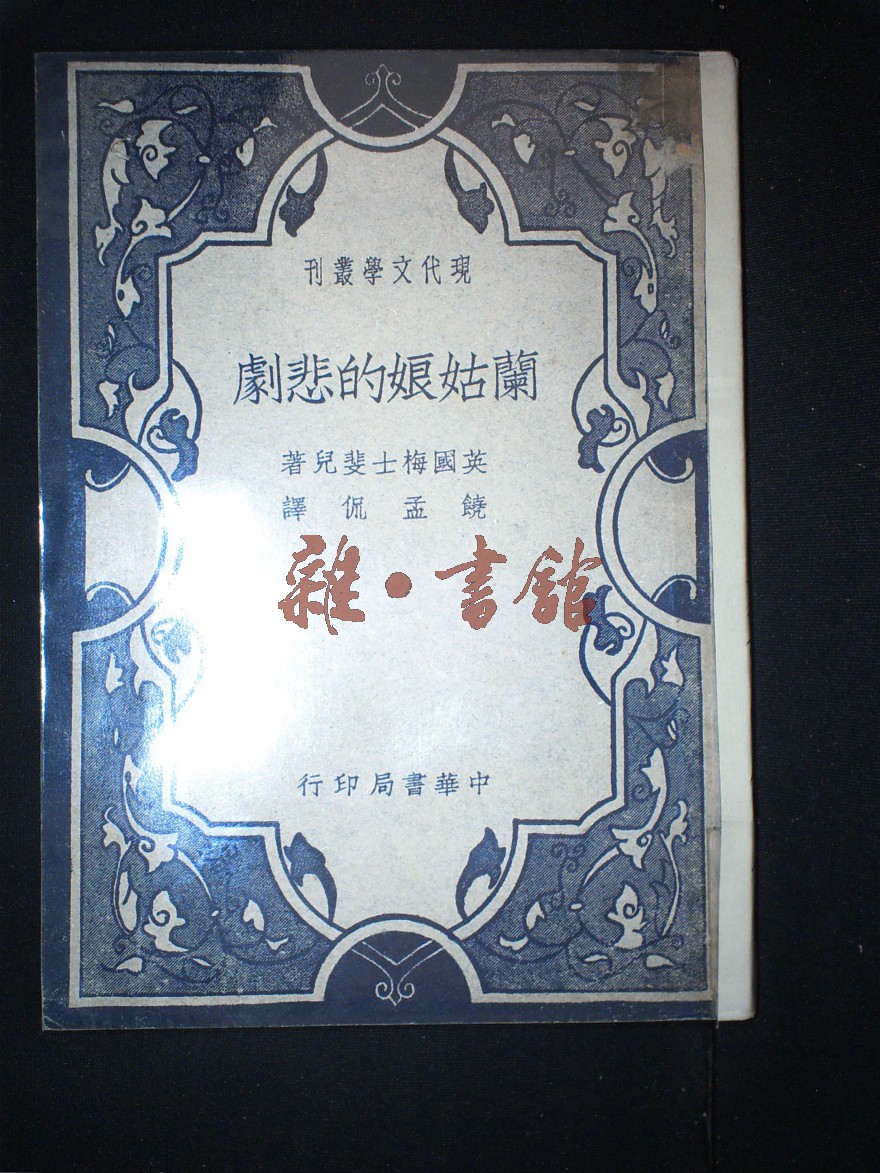 現代文學叢刊
蘭姑娘的悲劇
英國梅士斐兒著
饒孟侃譯
雜·書館
中華書局印行